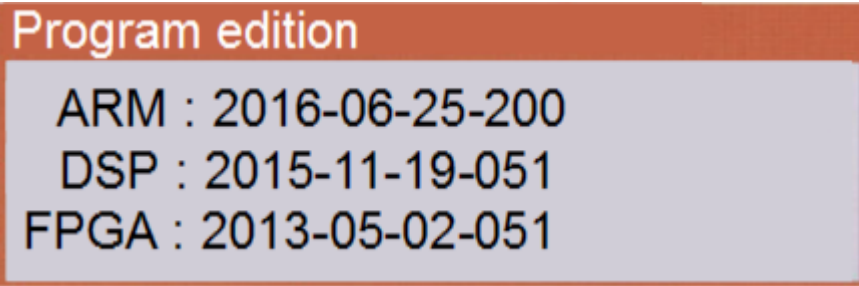 Program edition
ARM : 2016-06-25-200
DSP : 2015-11-19-051
FPGA : 2013-05-02-051